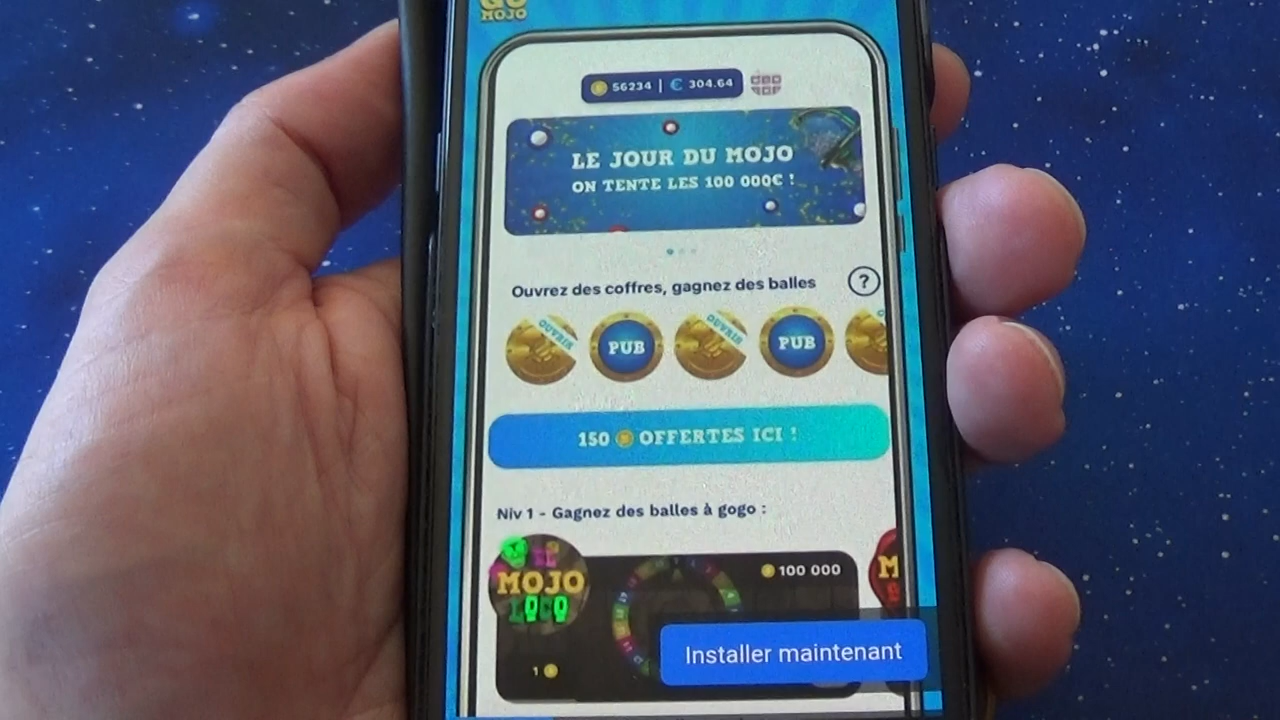 GO
MOJO
56234 | € 304.64
LE JOUR DU MOJO
ON TENTE LES 100 000€ !
Ouvrez des coffres, gagnez des balles
?
OUVRIR
PUB
OUVRIR
PUB
150 OFFERTES ICI !
Niv 1 - Gagnez des balles à gogo :
EL
MOJO
LOCO
100 000
M
1
Installer maintenant